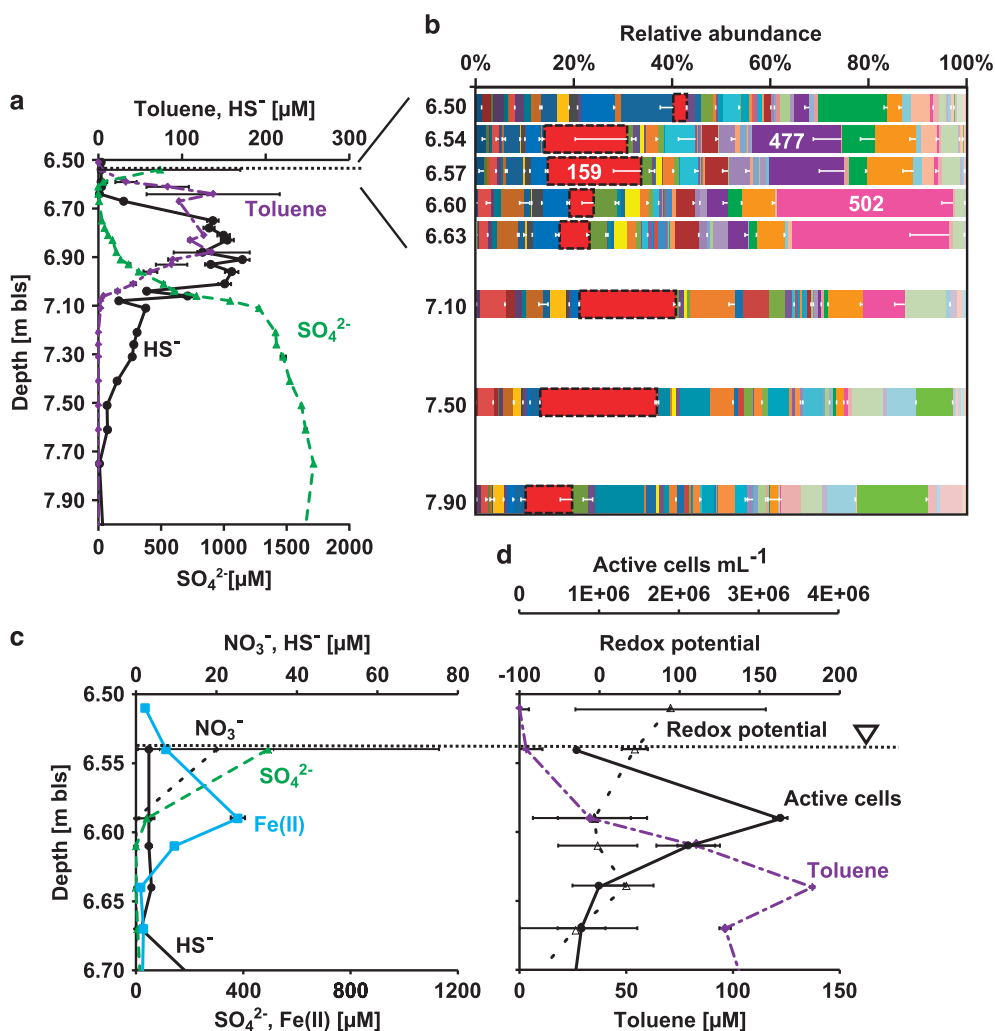 a
Toluene, HS⁻ [µM]
0 100 200 300
6.50
6.70
6.90
7.10
7.30
7.50
7.70
7.90
Depth [m bls]
Toluene
SO₄²⁻
HS⁻
0 500 1000 1500 2000
SO₄²⁻[µM]
b
Relative abundance
0% 20% 40% 60% 80% 100%
6.50
6.54
477
6.57
159
6.60
502
6.63
7.10
7.50
7.90
c
NO₃⁻, HS⁻ [µM]
0 20 40 60 80
6.50
6.55
6.60
6.65
6.70
Depth [m bls]
NO₃⁻
SO₄²⁻
Fe(II)
HS⁻
0 400 800 1200
SO₄²⁻, Fe(II) [µM]
d
Active cells mL⁻¹
0 1E+06 2E+06 3E+06 4E+06
Redox potential
-100 0 100 200
Redox potential
Active cells
Toluene
0 50 100 150
Toluene [µM]